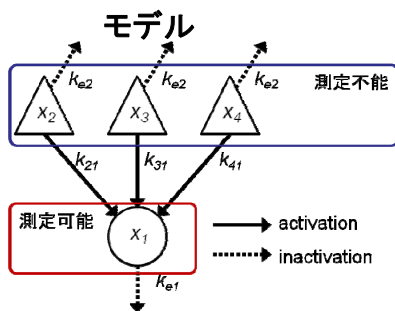 モデル
k_e2 k_e2 k_e2 測定不能
x_2 x_3 x_4
k_21 k_31 k_41
測定可能
x_1
activation
inactivation
k_e1